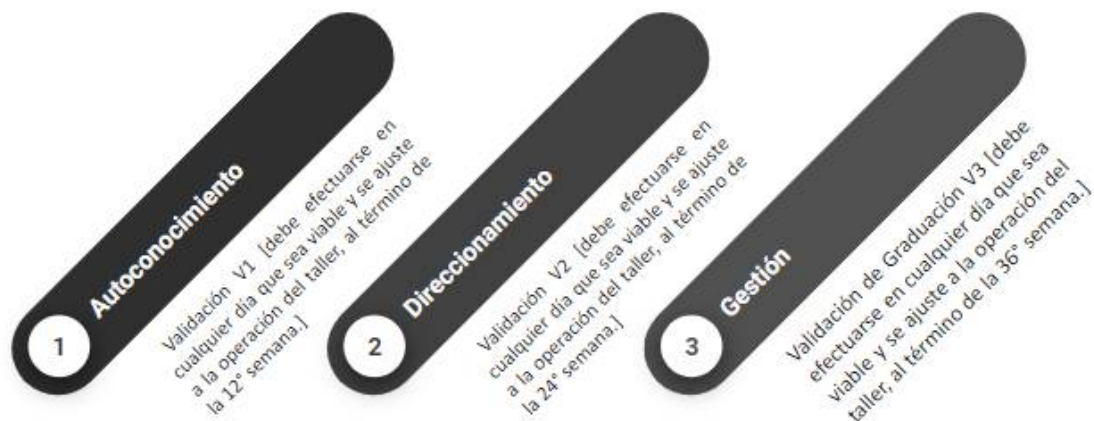 1
Autoconocimiento
Validación V1 [debe efectuarse en
cualquier día que sea viable y se ajuste
a la operación del taller, al término de
la 12° semana.]
2
Direccionamiento
Validación V2 [debe efectuarse en
cualquier día que sea viable y se ajuste
a la operación del taller, al término de
la 24° semana.]
3
Gestión
Validación de Graduación V3 [debe
efectuarse en cualquier día que sea
viable y se ajuste a la operación del
taller, al término de la 36° semana.]